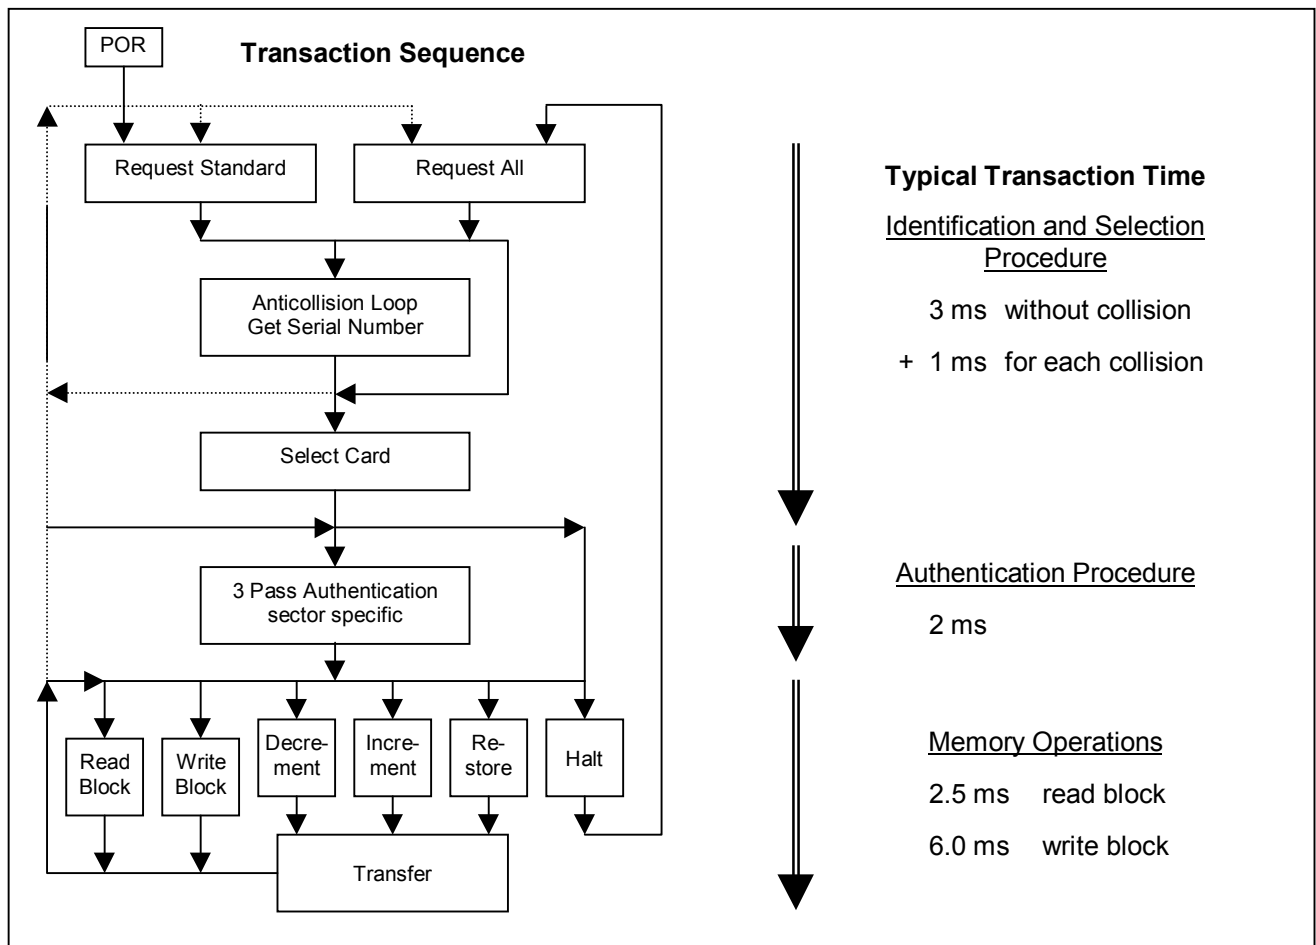 POR
Transaction Sequence
Request Standard
Request All
Anticollision Loop
Get Serial Number
Select Card
3 Pass Authentication
sector specific
Read
Block
Write
Block
Decre-
ment
Incre-
ment
Re-
store
Halt
Transfer
Typical Transaction Time
Identification and Selection
Procedure
3 ms without collision
+ 1 ms for each collision
Authentication Procedure
2 ms
Memory Operations
2.5 ms read block
6.0 ms write block